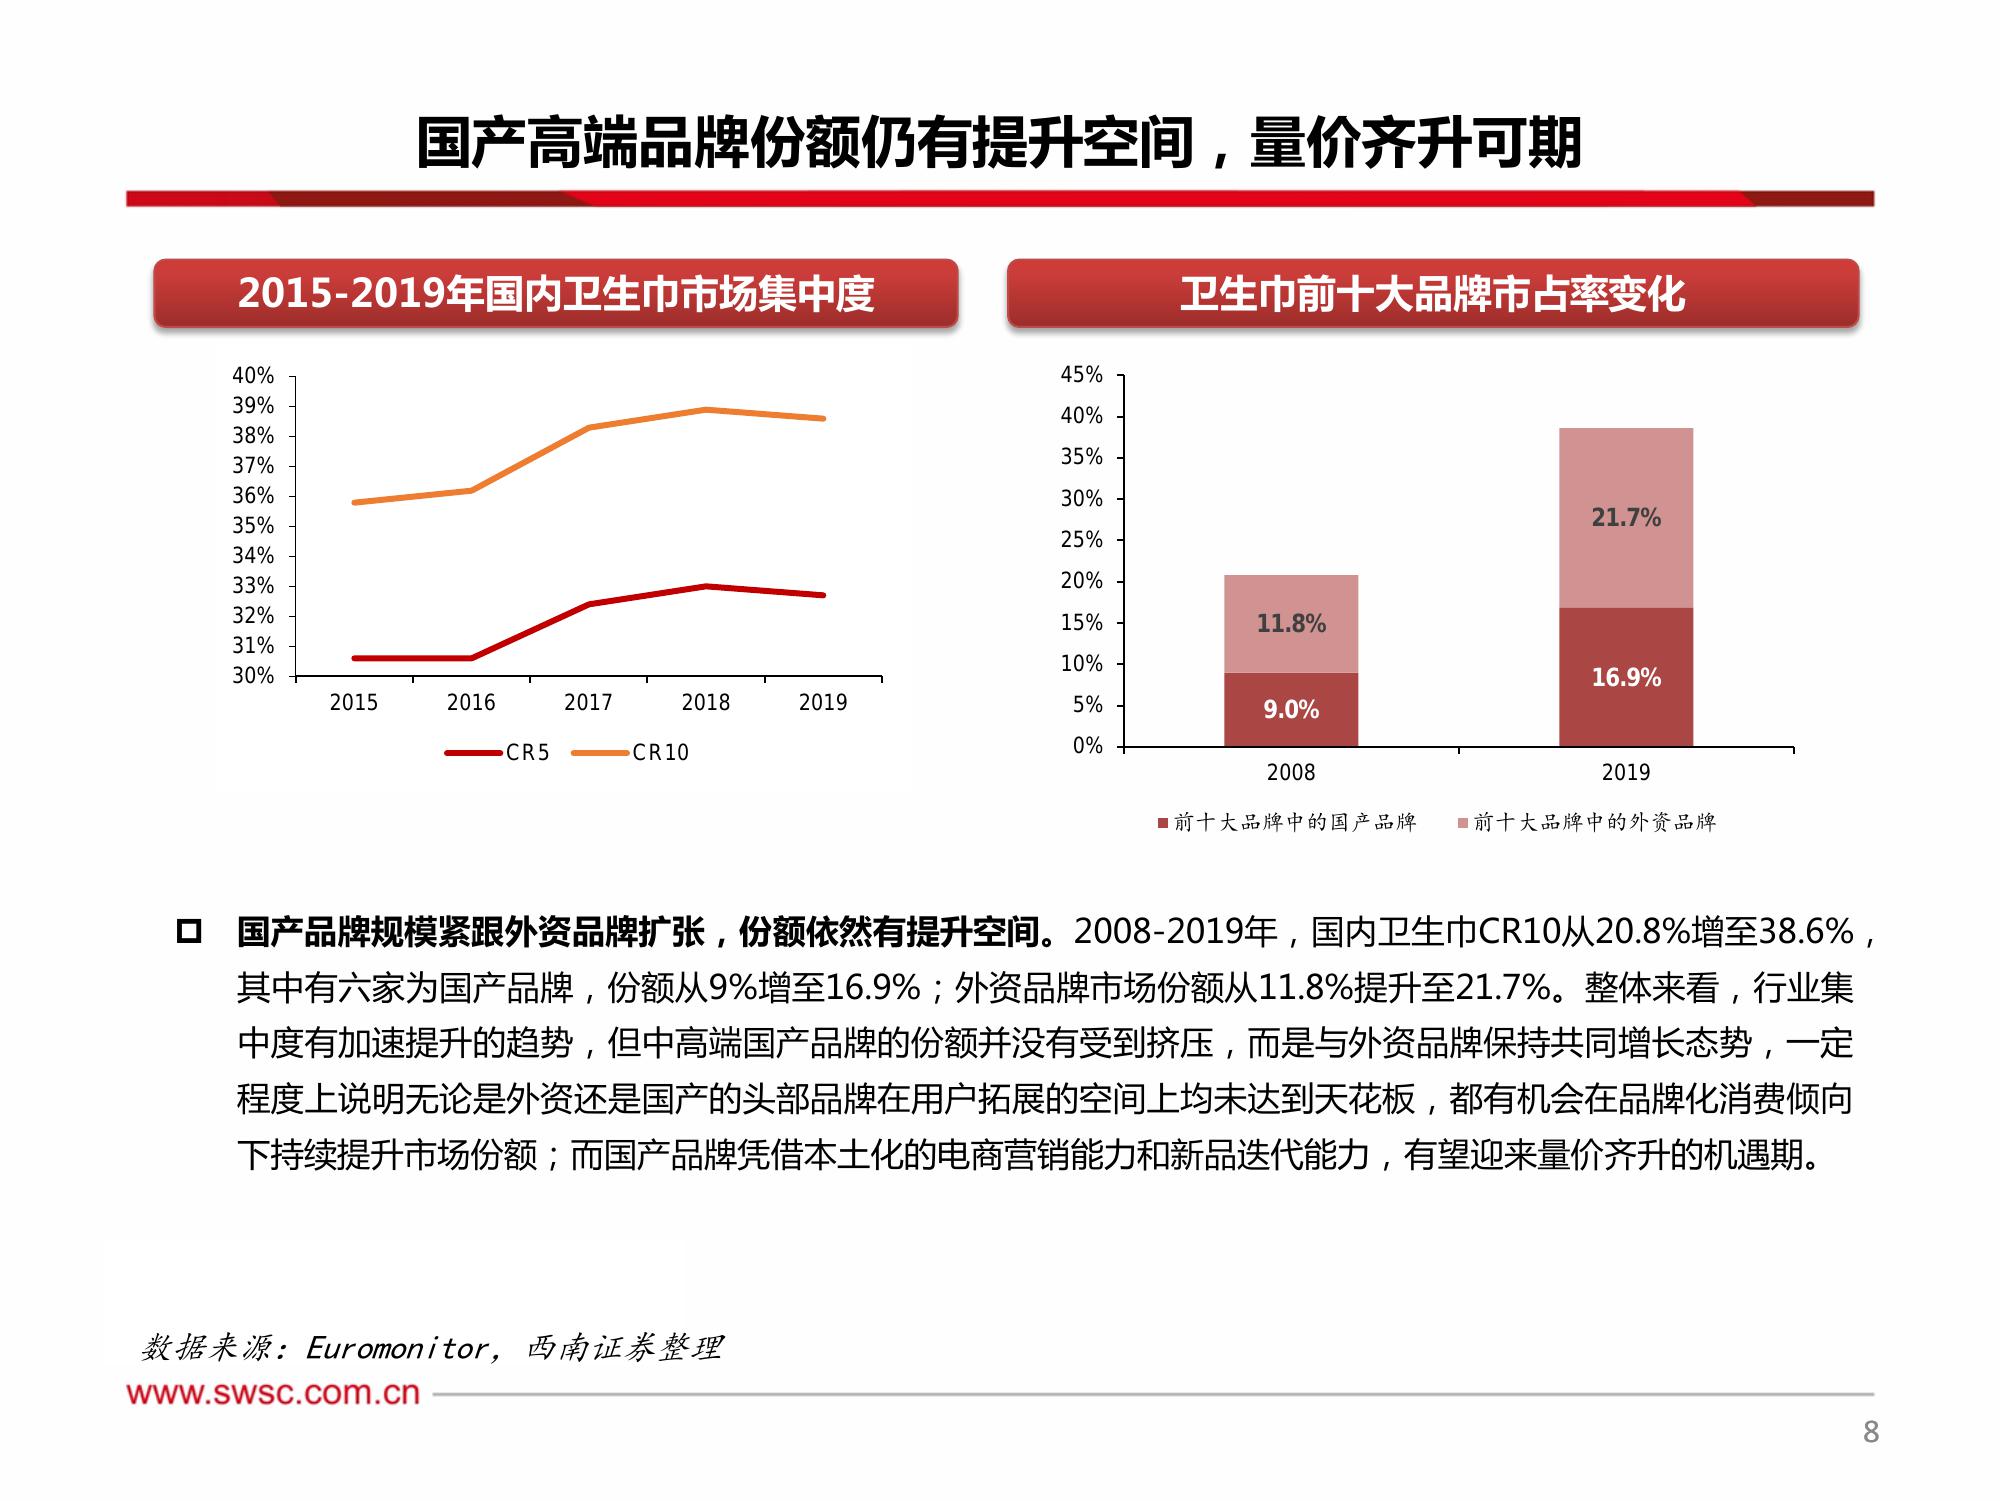 国产高端品牌份额仍有提升空间，量价齐升可期
2015-2019年国内卫生巾市场集中度
40%
39%
38%
37%
36%
35%
34%
33%
32%
31%
30%
2015 2016 2017 2018 2019
CR5 CR10
卫生巾前十大品牌市占率变化
45%
40%
35%
30%
25%
20%
15%
10%
5%
0%
11.8%
9.0%
21.7%
16.9%
2008 2019
前十大品牌中的国产品牌 前十大品牌中的外资品牌
国产品牌规模紧跟外资品牌扩张，份额依然有提升空间。2008-2019年，国内卫生巾CR10从20.8%增至38.6%，
其中有六家为国产品牌，份额从9%增至16.9%；外资品牌市场份额从11.8%提升至21.7%。整体来看，行业集
中度有加速提升的趋势，但中高端国产品牌的份额并没有受到挤压，而是与外资品牌保持共同增长态势，一定
程度上说明无论是外资还是国产的头部品牌在用户拓展的空间上均未达到天花板，都有机会在品牌化消费倾向
下持续提升市场份额；而国产品牌凭借本土化的电商营销能力和新品迭代能力，有望迎来量价齐升的机遇期。
数据来源：Euromonitor，西南证券整理
www.swsc.com.cn
8